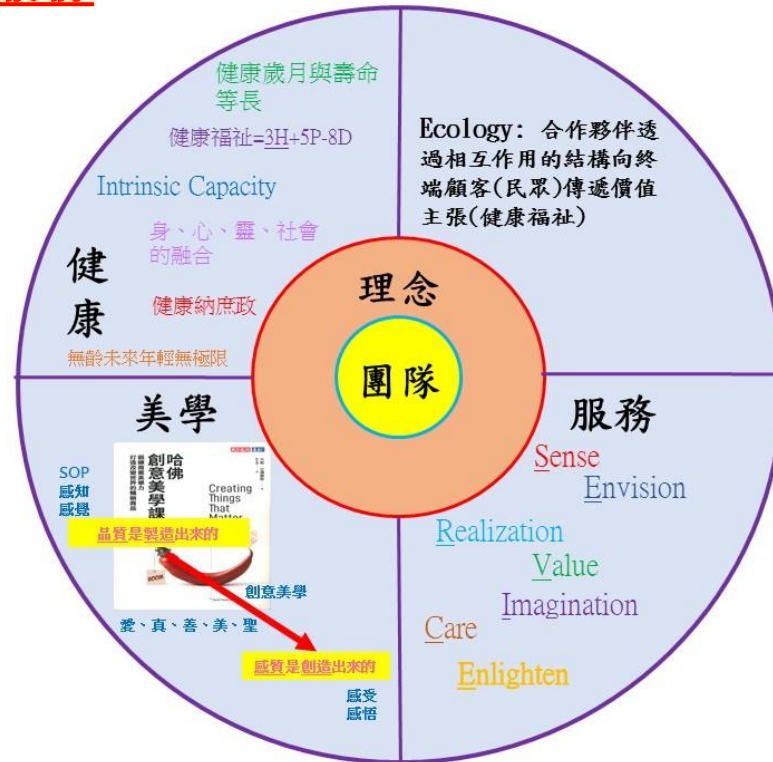 健康歲月與壽命
等長
健康福祉=3H+5P-8D
Intrinsic Capacity
身、心、靈、社會
的融合
健康
健康納庶政
無齡未來年輕無極限
Ecology: 合作夥伴透
過相互作用的結構向終
端顧客(民眾)傳遞價值
主張(健康福祉)
理念
團隊
美學
SOP
感知
感覺
哈佛
創意美學課
Creating
Things
That
Matter
品質是製造出來的
BOOM
創意美學
愛、真、善、美、聖
感質是創造出來的
感受
感悟
服務
Sense
Envision
Realization
Value
Imagination
Care
Enlighten